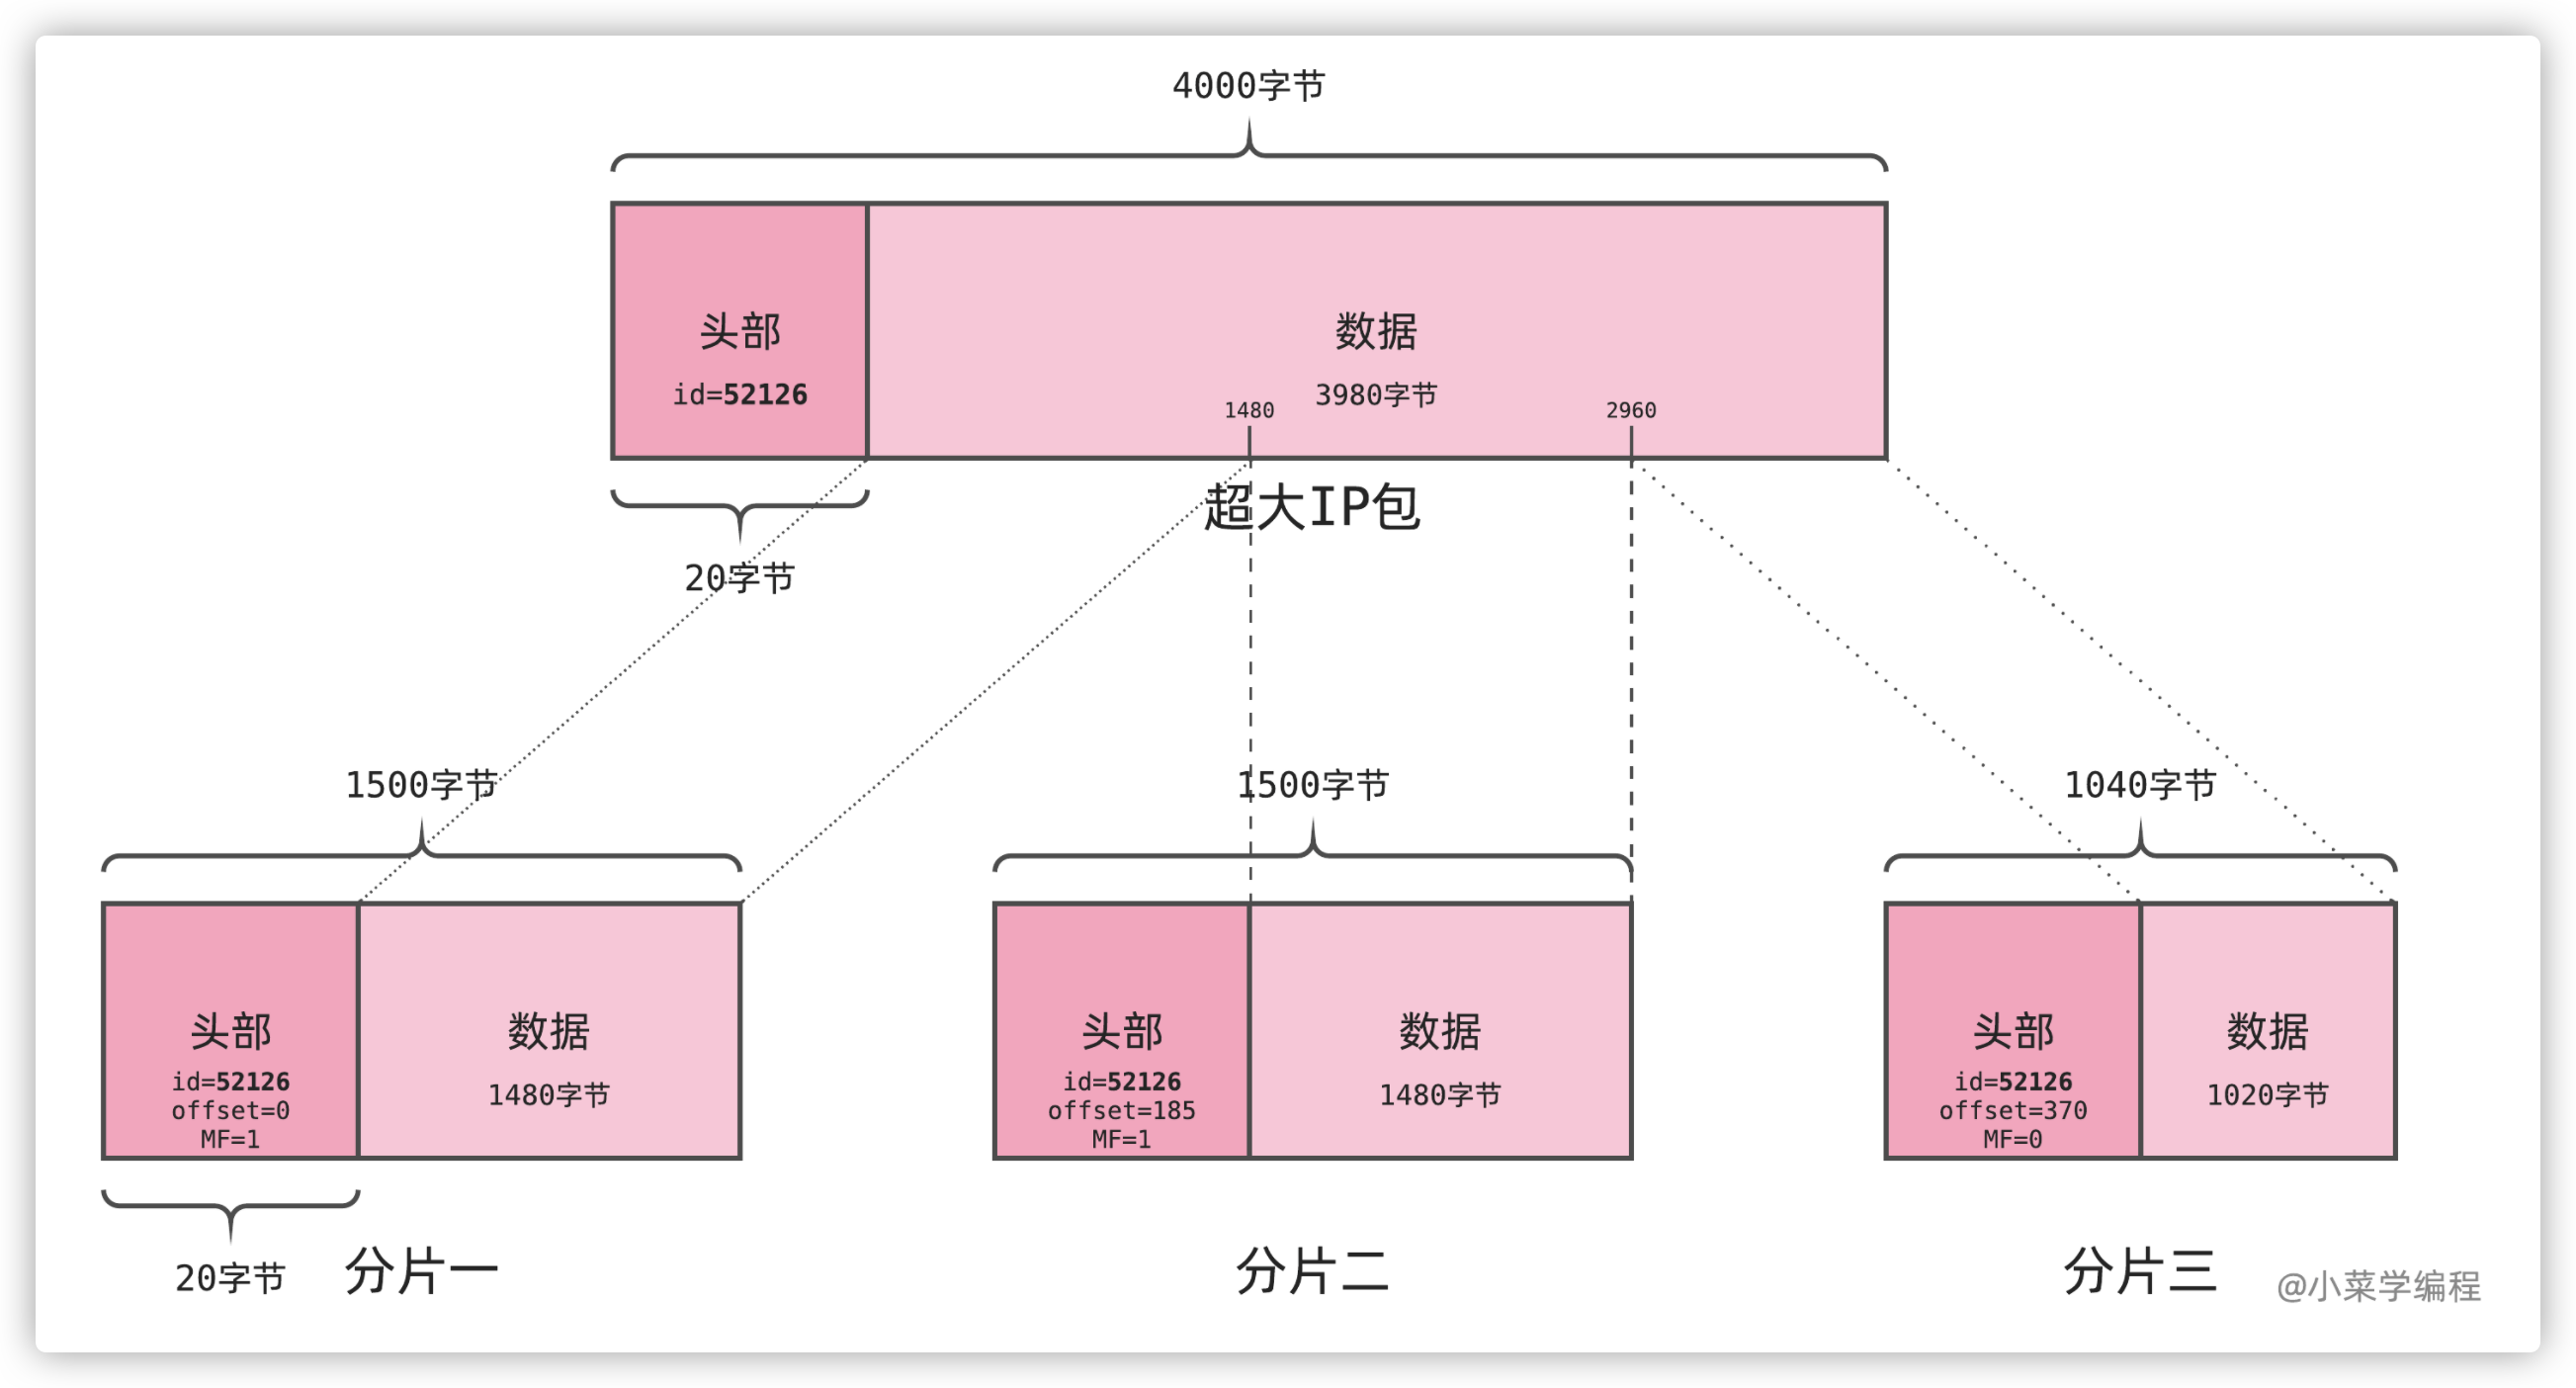 4000字节
头部
数据
id=52126
3980字节
1480
2960
超大IP包
20字节
1500字节
1500字节
1040字节
头部
数据
id=52126
offset=0
MF=1
1480字节
头部
数据
id=52126
offset=185
MF=1
1480字节
头部
数据
id=52126
offset=370
MF=0
1020字节
20字节
分片一
分片二
分片三
@小菜学编程